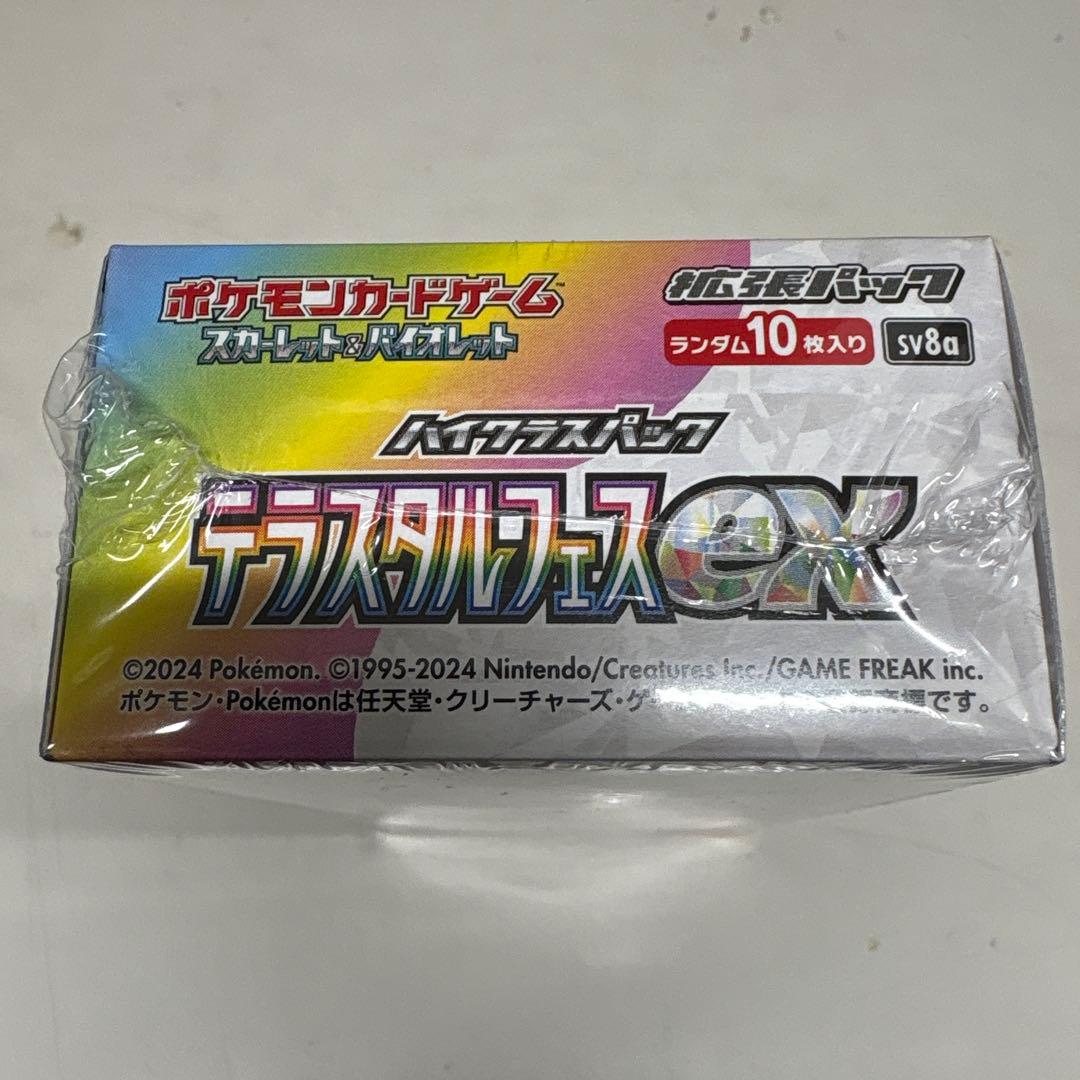 ポケモンカードゲーム™
スカーレット&バイオレット
拡張パック
ランダム10枚入り
sv8a
ハイクラスパック
テラスタルフェスex
©2024 Pokémon. ©1995-2024 Nintendo/Creatures Inc./GAME FREAK inc.
ポケモン・Pokémonは任天堂・クリーチャーズ・ゲ です。